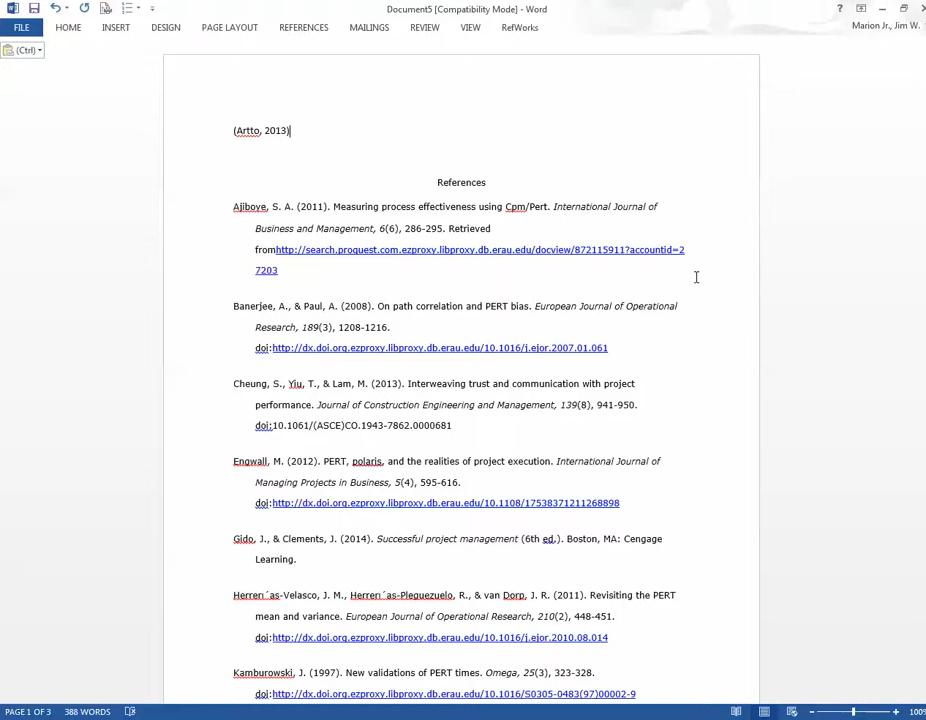 Document5 [Compatibility Mode] - Word
FILE HOME INSERT DESIGN PAGE LAYOUT REFERENCES MAILINGS REVIEW VIEW RefWorks Marion Jr., Jim W.
(Ctrl)
(Artto, 2013)
References
Ajiboye, S. A. (2011). Measuring process effectiveness using Cpm/Pert. International Journal of
Business and Management, 6(6), 286-295. Retrieved
fromhttp://search.proquest.com.ezproxy.libproxy.db.erau.edu/docview/872115911?accountid=2
7203
Banerjee, A., & Paul, A. (2008). On path correlation and PERT bias. European Journal of Operational
Research, 189(3), 1208-1216.
doi:http://dx.doi.org.ezproxy.libproxy.db.erau.edu/10.1016/j.ejor.2007.01.061
Cheung, S., Yiu, T., & Lam, M. (2013). Interweaving trust and communication with project
performance. Journal of Construction Engineering and Management, 139(8), 941-950.
doi:10.1061/(ASCE)CO.1943-7862.0000681
Engwall, M. (2012). PERT, polaris, and the realities of project execution. International Journal of
Managing Projects in Business, 5(4), 595-616.
doi:http://dx.doi.org.ezproxy.libproxy.db.erau.edu/10.1108/17538371211268898
Gido, J., & Clements, J. (2014). Successful project management (6th ed.). Boston, MA: Cengage
Learning.
Herrerı´as-Velasco, J. M., Herrerı´as-Pleguezuelo, R., & van Dorp, J. R. (2011). Revisiting the PERT
mean and variance. European Journal of Operational Research, 210(2), 448-451.
doi:http://dx.doi.org.ezproxy.libproxy.db.erau.edu/10.1016/j.ejor.2010.08.014
Kamburowski, J. (1997). New validations of PERT times. Omega, 25(3), 323-328.
doi:http://dx.doi.org.ezproxy.libproxy.db.erau.edu/10.1016/S0305-0483(97)00002-9
PAGE 1 OF 3 388 WORDS 100%